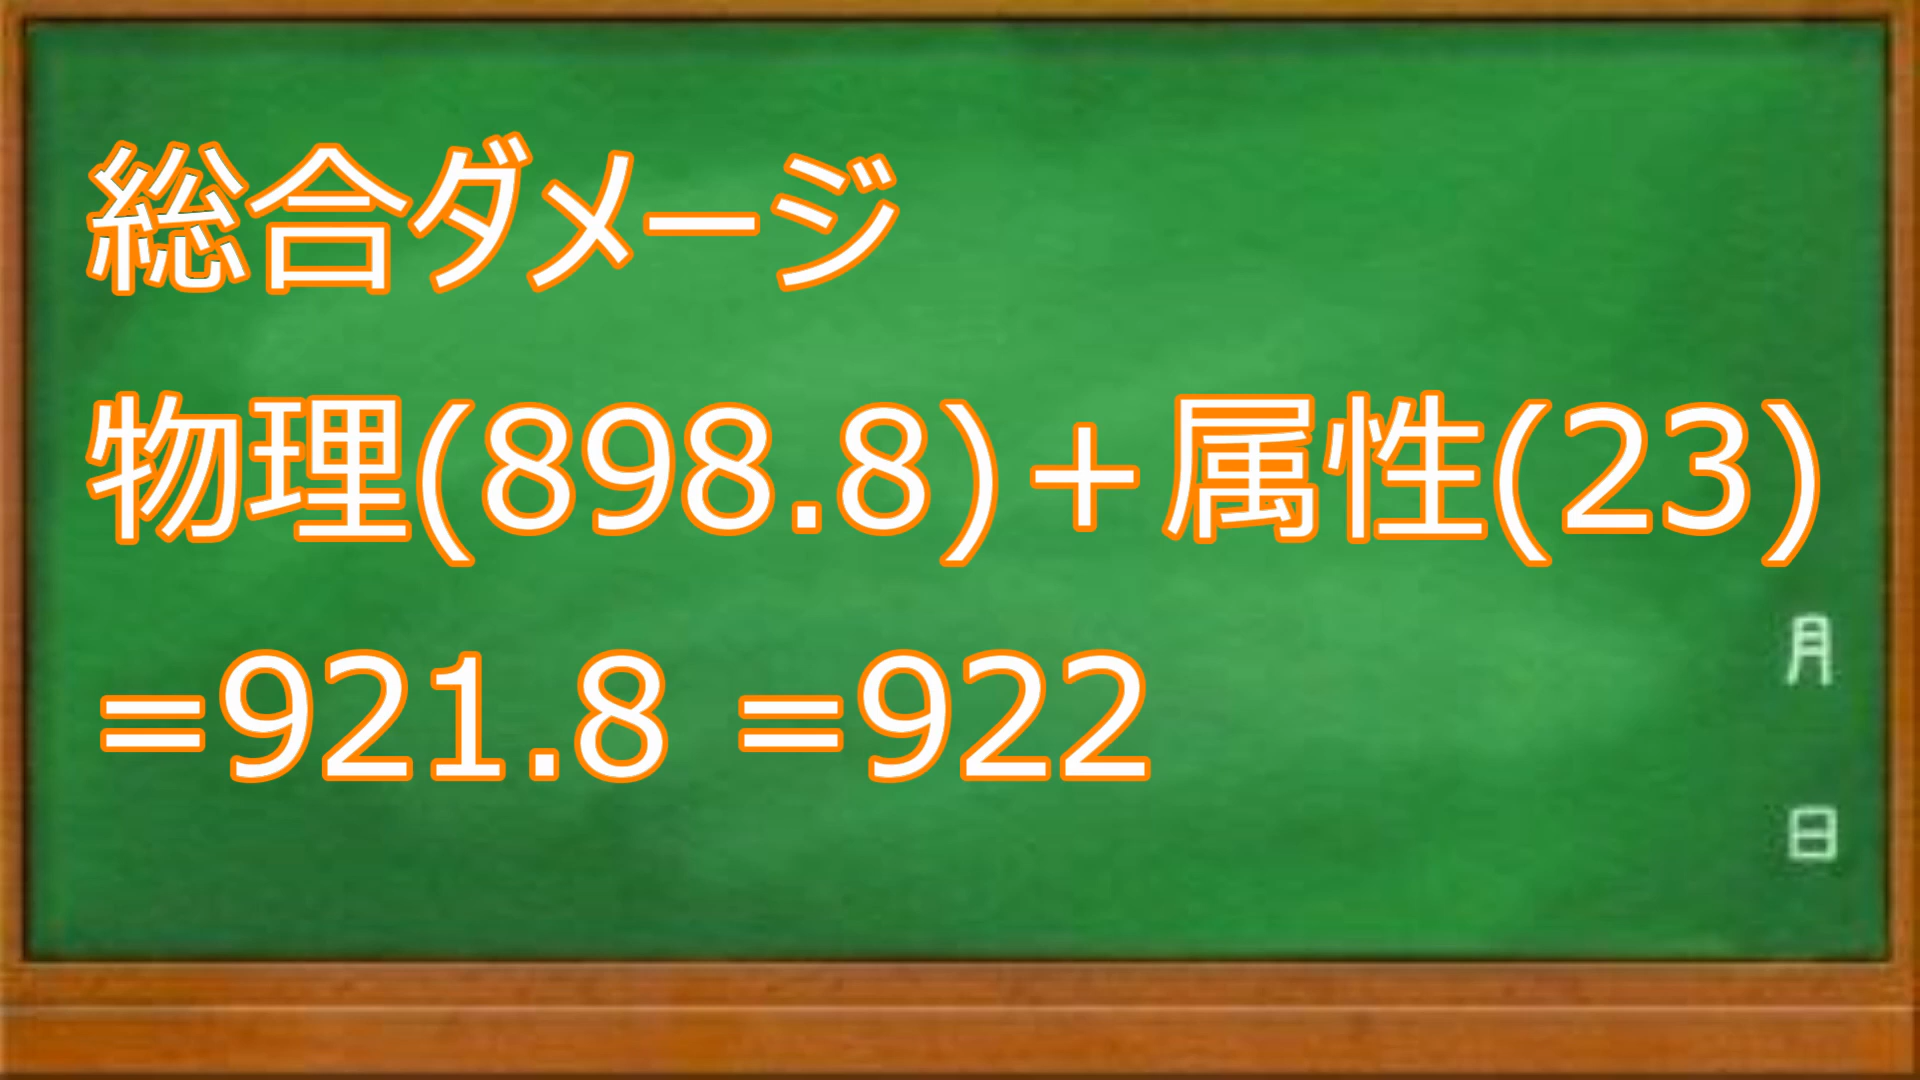 総合ダメージ
物理(898.8)+属性(23)
=921.8 =922
月
日